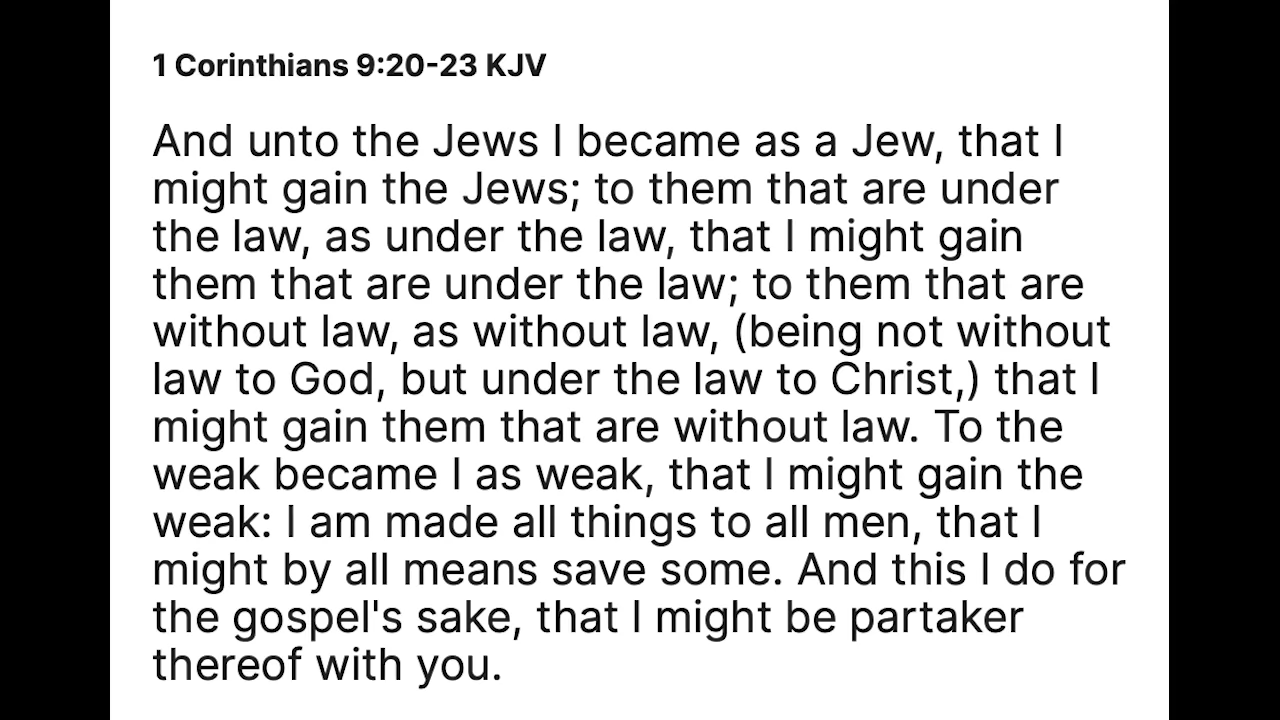 1 Corinthians 9:20-23 KJV
And unto the Jews I became as a Jew, that I
might gain the Jews; to them that are under
the law, as under the law, that I might gain
them that are under the law; to them that are
without law, as without law, (being not without
law to God, but under the law to Christ,) that I
might gain them that are without law. To the
weak became I as weak, that I might gain the
weak: I am made all things to all men, that I
might by all means save some. And this I do for
the gospel's sake, that I might be partaker
thereof with you.